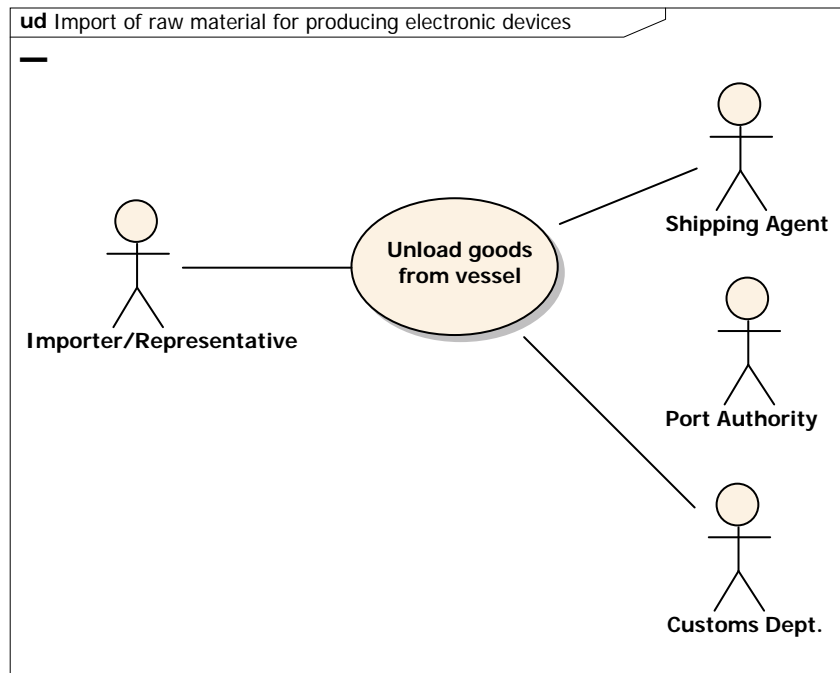 ud Import of raw material for producing electronic devices
Shipping Agent
Unload goods
from vessel
Importer/Representative
Port Authority
Customs Dept.